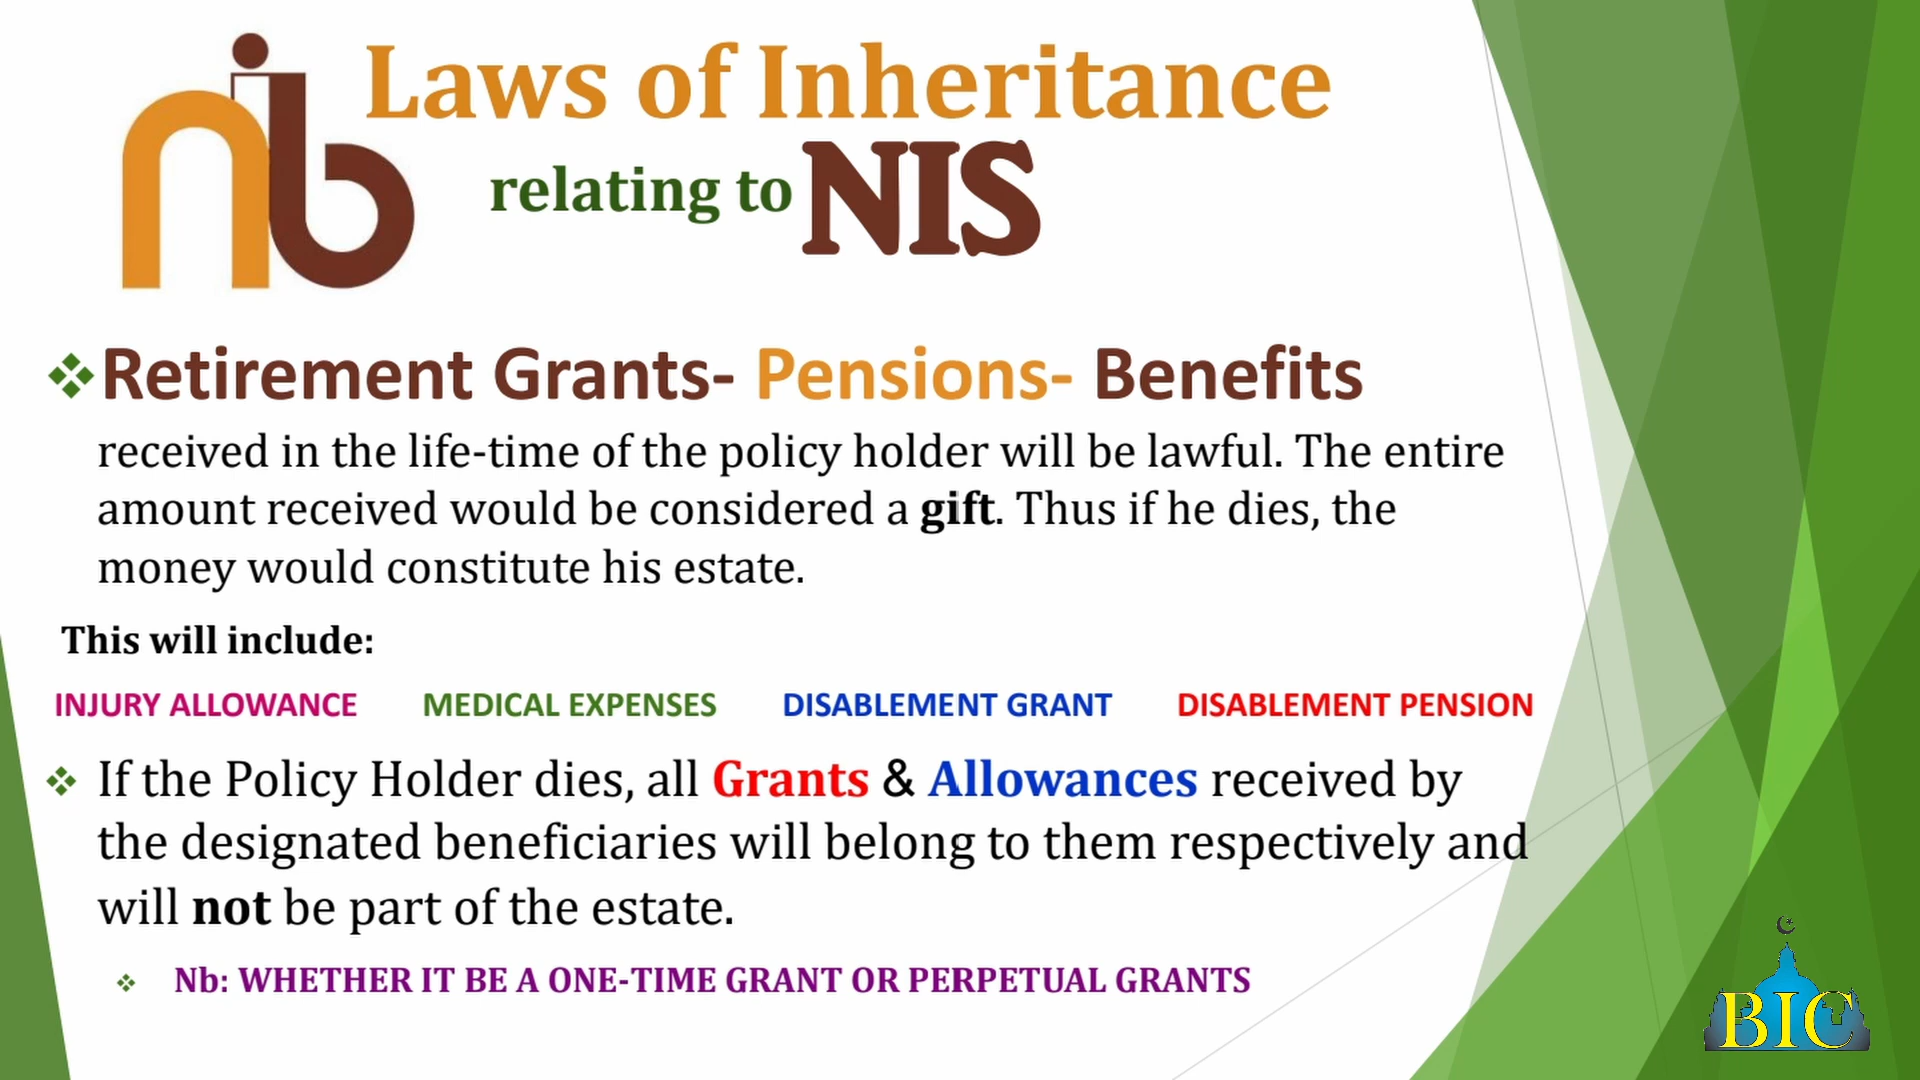 nib
Laws of Inheritance
relating to NIS
Retirement Grants- Pensions- Benefits
received in the life-time of the policy holder will be lawful. The entire
amount received would be considered a gift. Thus if he dies, the
money would constitute his estate.
This will include:
INJURY ALLOWANCE MEDICAL EXPENSES DISABLEMENT GRANT DISABLEMENT PENSION
If the Policy Holder dies, all Grants & Allowances received by
the designated beneficiaries will belong to them respectively and
will not be part of the estate.
Nb: WHETHER IT BE A ONE-TIME GRANT OR PERPETUAL GRANTS
BIC